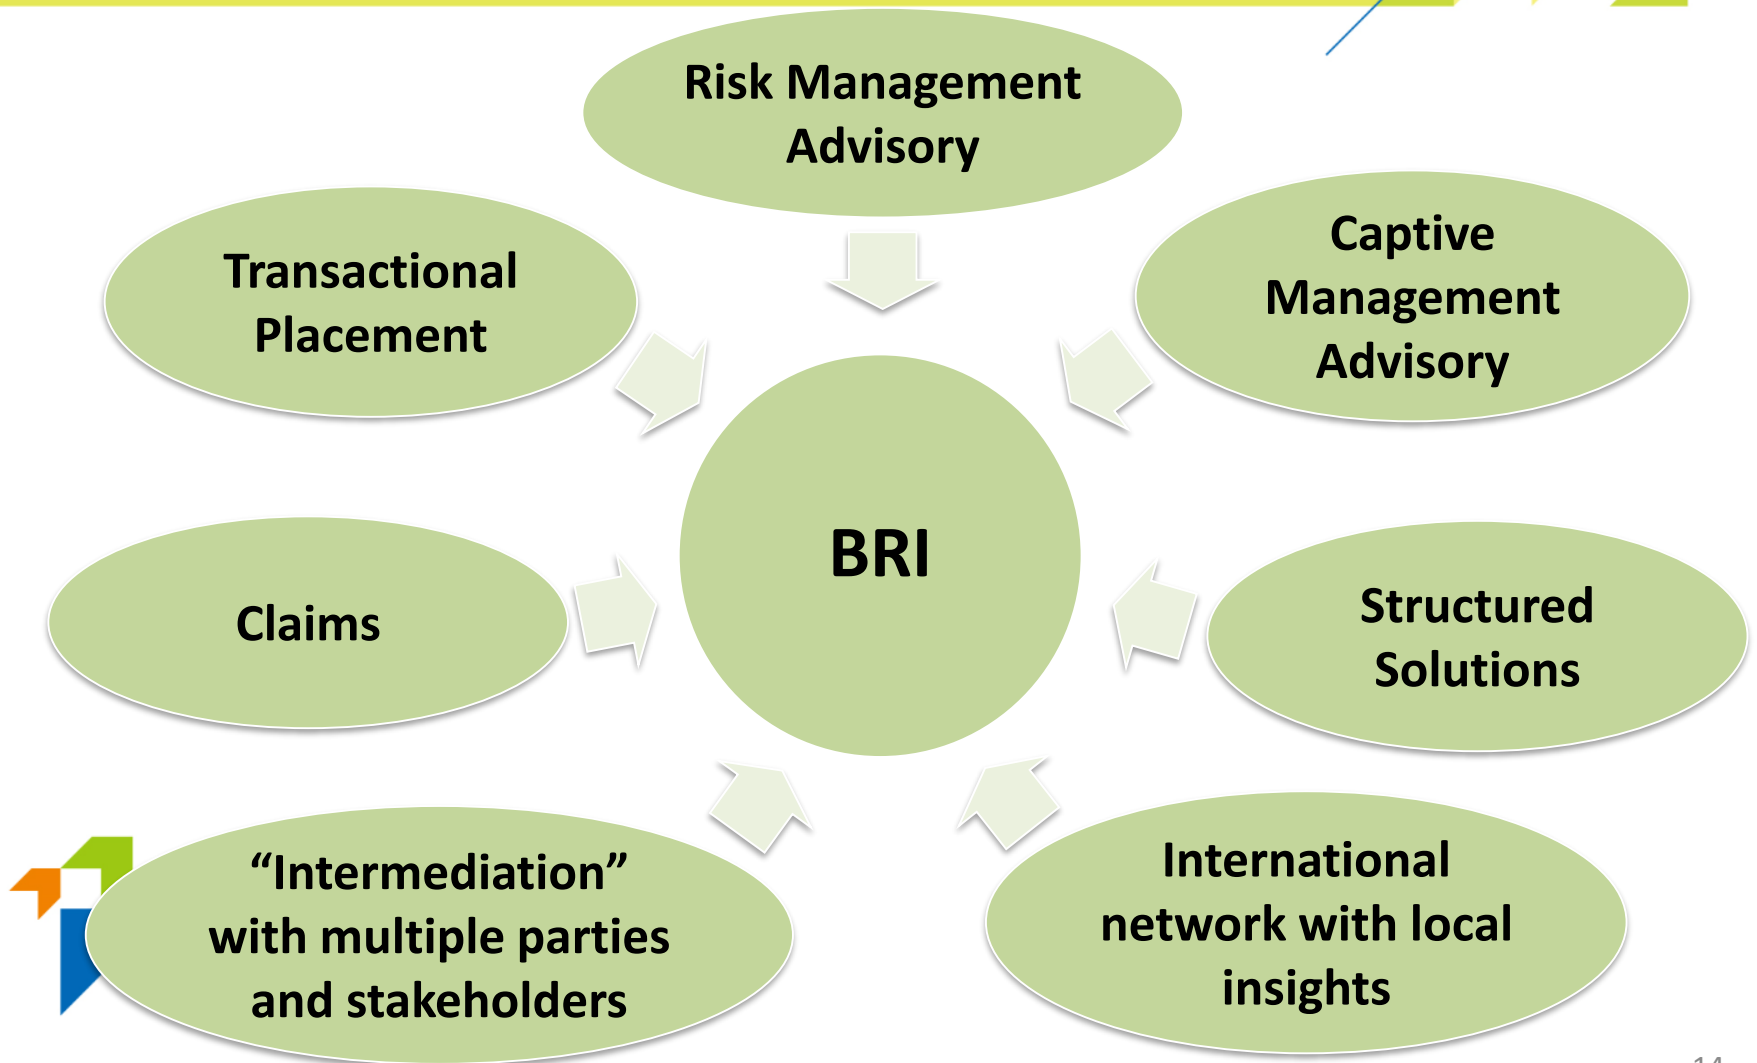 Risk Management
Advisory
Transactional
Placement
Captive
Management
Advisory
Claims
BRI
Structured
Solutions
“Intermediation”
with multiple parties
and stakeholders
International
network with local
insights
14